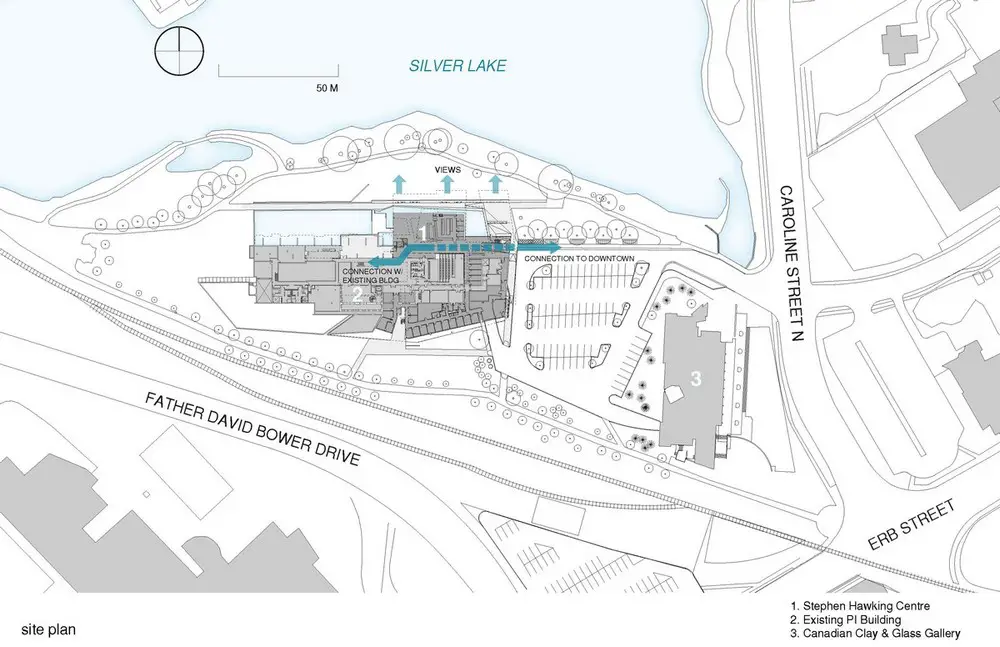 SILVER LAKE
50 M
VIEWS
1
CAROLINE STREET N
CONNECTION TO DOWNTOWN
CONNECTION W/
EXISTING BLDG
2
3
FATHER DAVID BOWER DRIVE
ERB STREET
site plan
1. Stephen Hawking Centre
2. Existing PI Building
3. Canadian Clay & Glass Gallery